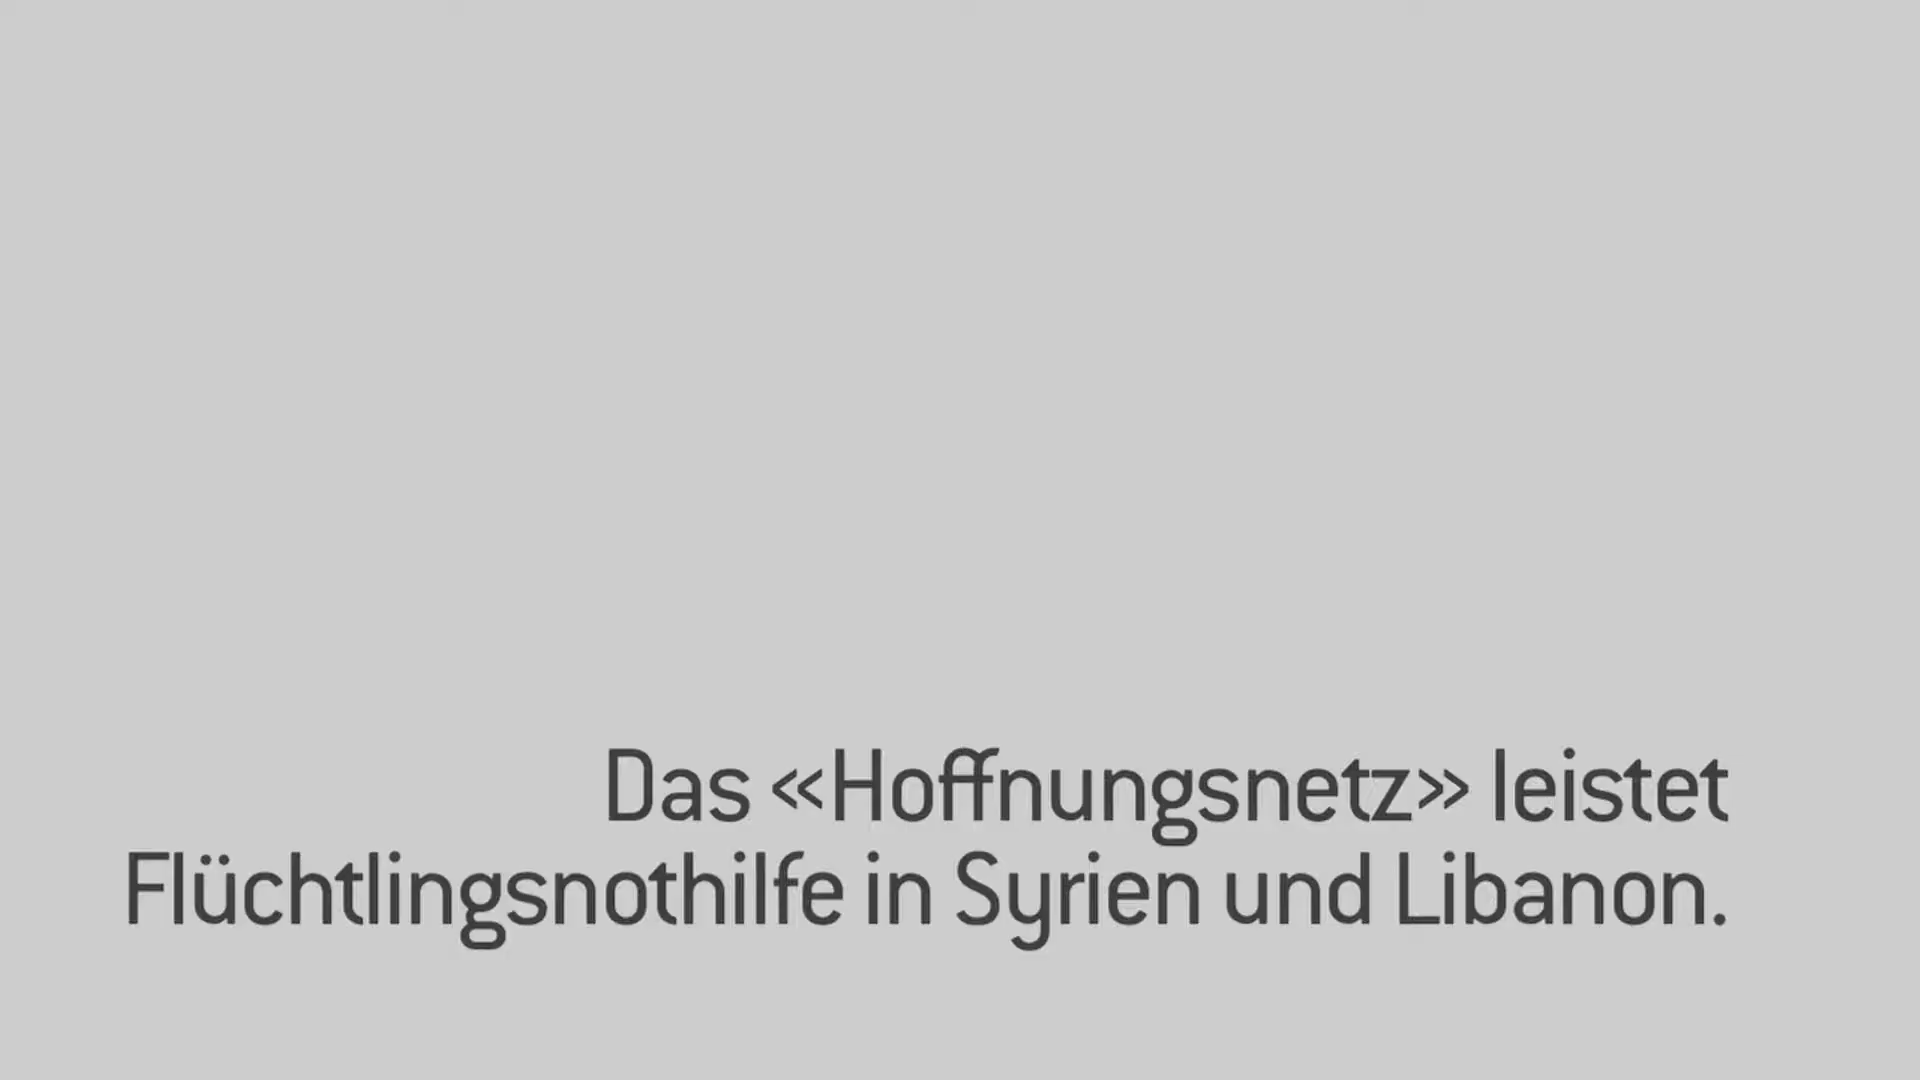 Das «Hoffnungsnetz» leistet
Flüchtlingsnothilfe in Syrien und Libanon.